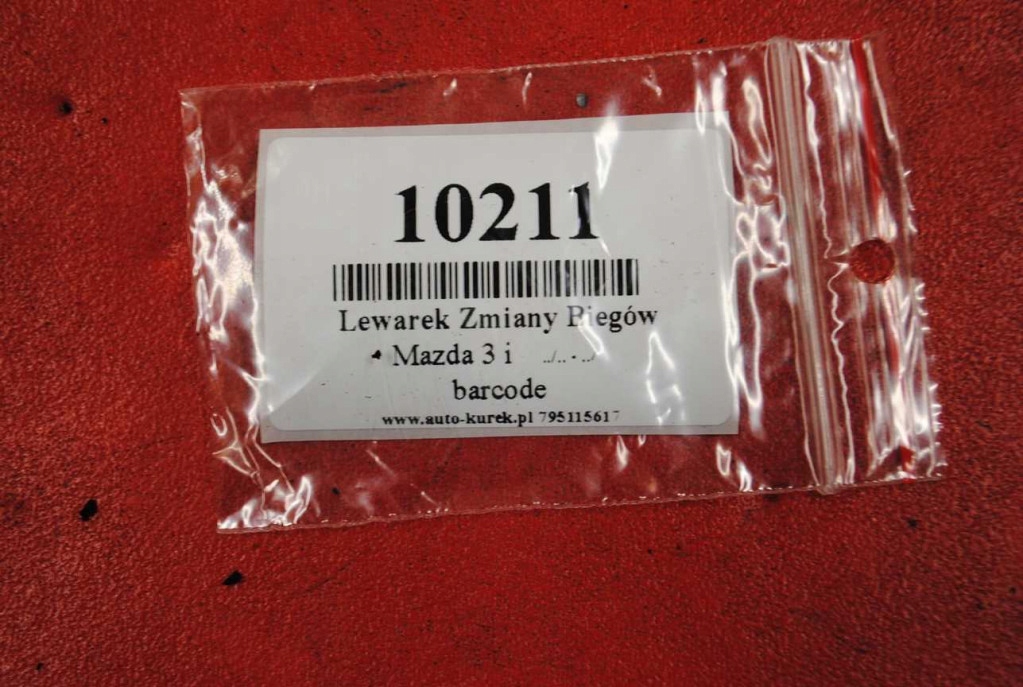 10211
Lewarek Zmiany Biegów
Mazda 3 i ../.. - ../
barcode
www.auto-kurek.pl 795115617